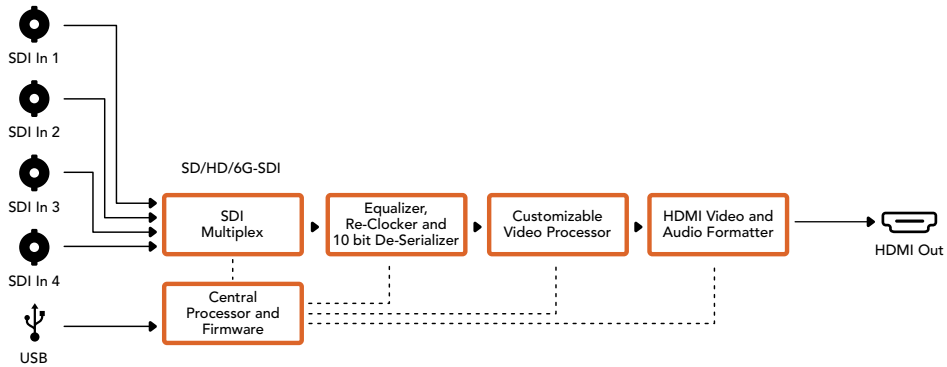 SDI In 1
SDI In 2
SDI In 3
SDI In 4
USB
SD/HD/6G-SDI
SDI
Multiplex
Equalizer,
Re-Clocker and
10 bit De-Serializer
Customizable
Video Processor
HDMI Video and
Audio Formatter
HDMI Out
Central
Processor and
Firmware